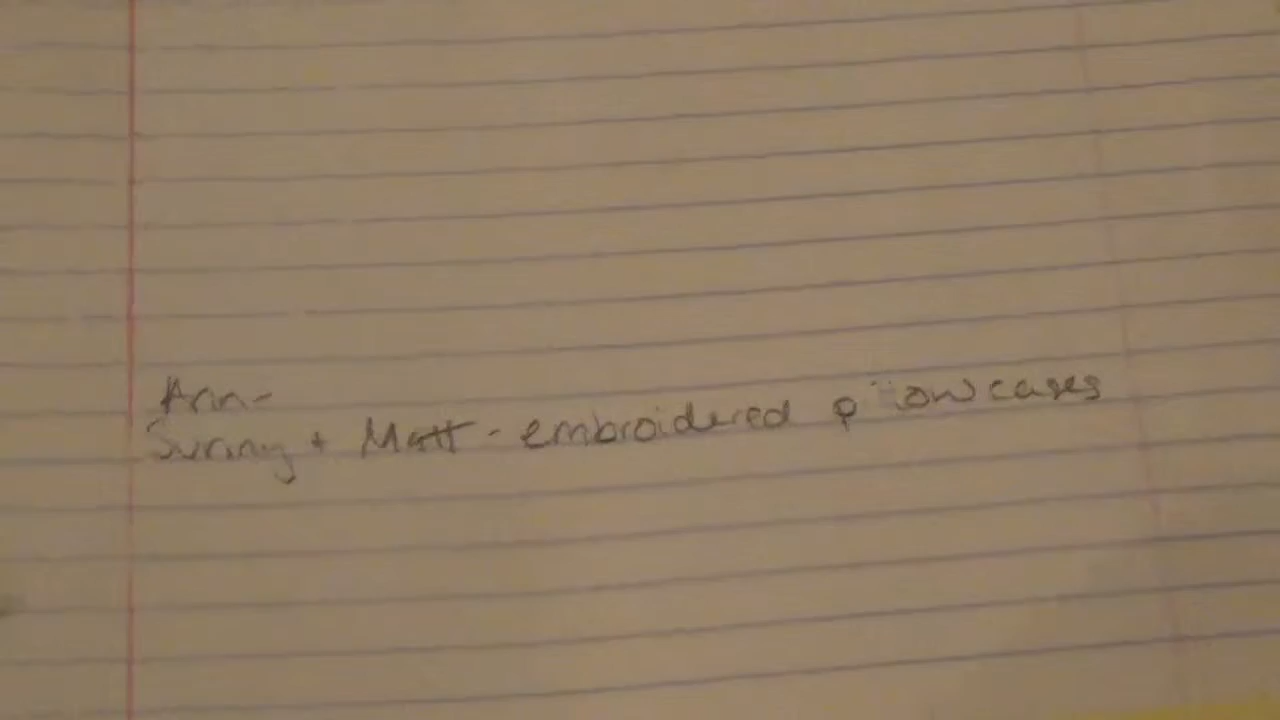 Ann-
Sunny + Matt - embroidered pillowcases